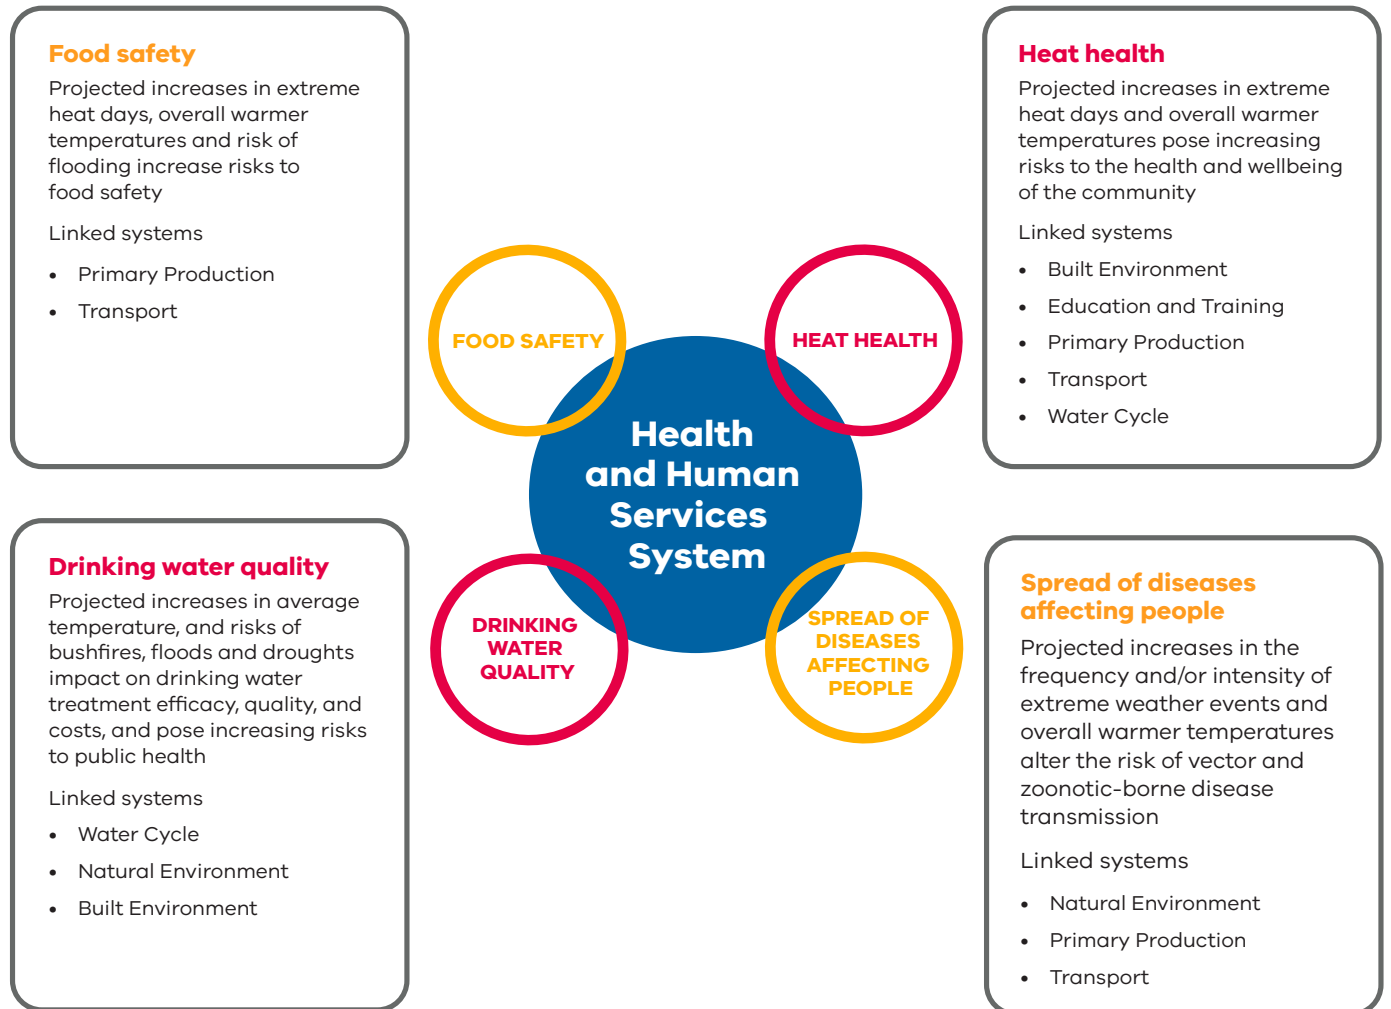 Food safety
Projected increases in extreme
heat days, overall warmer
temperatures and risk of
flooding increase risks to
food safety
Linked systems
• Primary Production
• Transport
Heat health
Projected increases in extreme
heat days and overall warmer
temperatures pose increasing
risks to the health and wellbeing
of the community
Linked systems
• Built Environment
• Education and Training
• Primary Production
• Transport
• Water Cycle
FOOD SAFETY
HEAT HEALTH
Health
and Human
Services
System
DRINKING
WATER
QUALITY
SPREAD OF
DISEASES
AFFECTING
PEOPLE
Drinking water quality
Projected increases in average
temperature, and risks of
bushfires, floods and droughts
impact on drinking water
treatment efficacy, quality, and
costs, and pose increasing risks
to public health
Linked systems
• Water Cycle
• Natural Environment
• Built Environment
Spread of diseases
affecting people
Projected increases in the
frequency and/or intensity of
extreme weather events and
overall warmer temperatures
alter the risk of vector and
zoonotic-borne disease
transmission
Linked systems
• Natural Environment
• Primary Production
• Transport